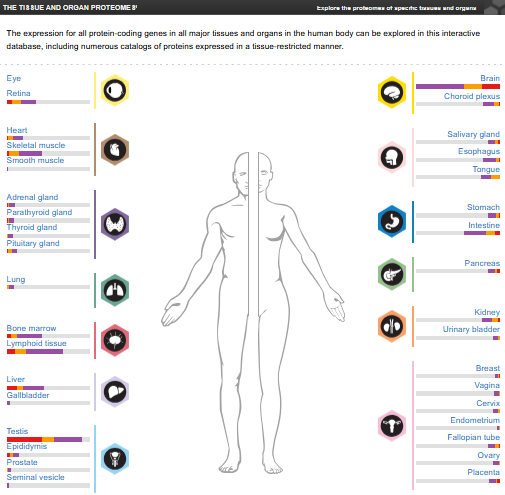 THE TISSUE AND ORGAN PROTEOMES
Explore the proteomes of specific tissues and organs
The expression for all protein-coding genes in all major tissues and organs in the human body can be explored in this interactive
database, including numerous catalogs of proteins expressed in a tissue-restricted manner.
Eye
Retina
Heart
Skeletal muscle
Smooth muscle
Adrenal gland
Parathyroid gland
Thyroid gland
Pituitary gland
Lung
Bone marrow
Lymphoid tissue
Liver
Gallbladder
Testis
Epididymis
Prostate
Seminal vesicle
Brain
Choroid plexus
Salivary gland
Esophagus
Tongue
Stomach
Intestine
Pancreas
Kidney
Urinary bladder
Breast
Vagina
Cervix
Endometrium
Fallopian tube
Ovary
Placenta